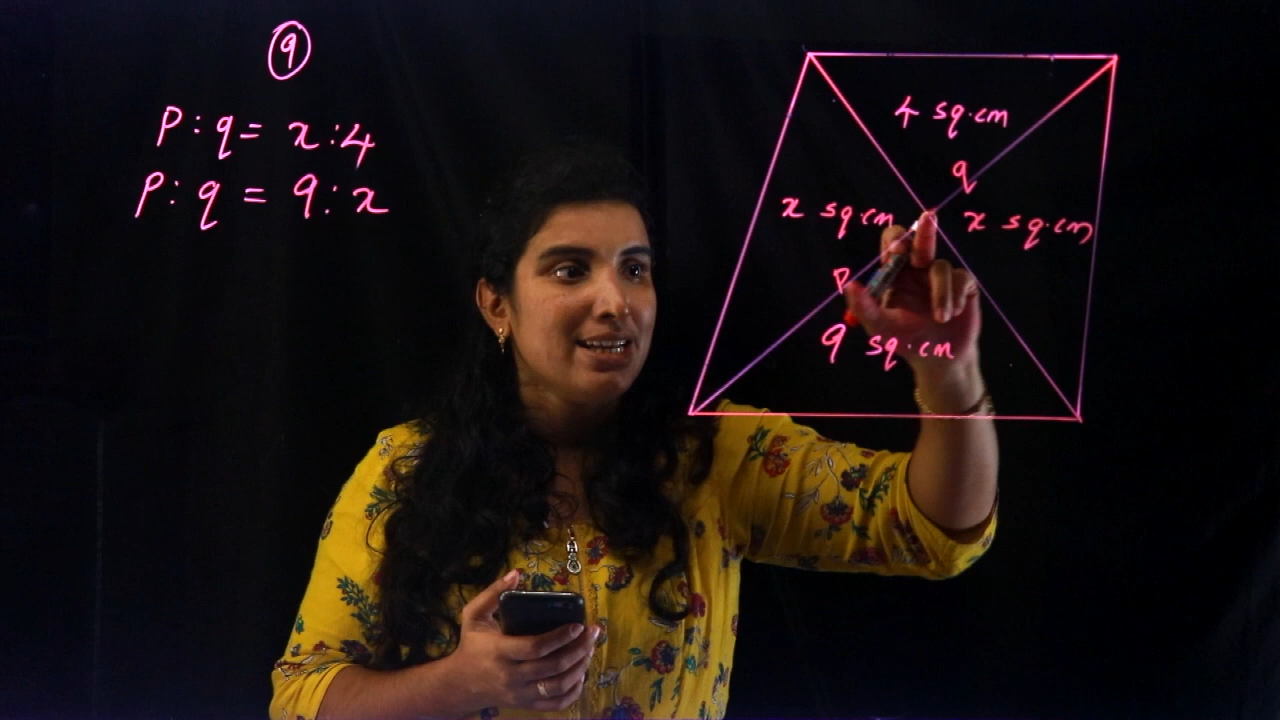 9
P : q = x : 4
P : q = 9 : x
4 sq.cm
q
x sq.cm
x sq.cm
P
9 sq.cm